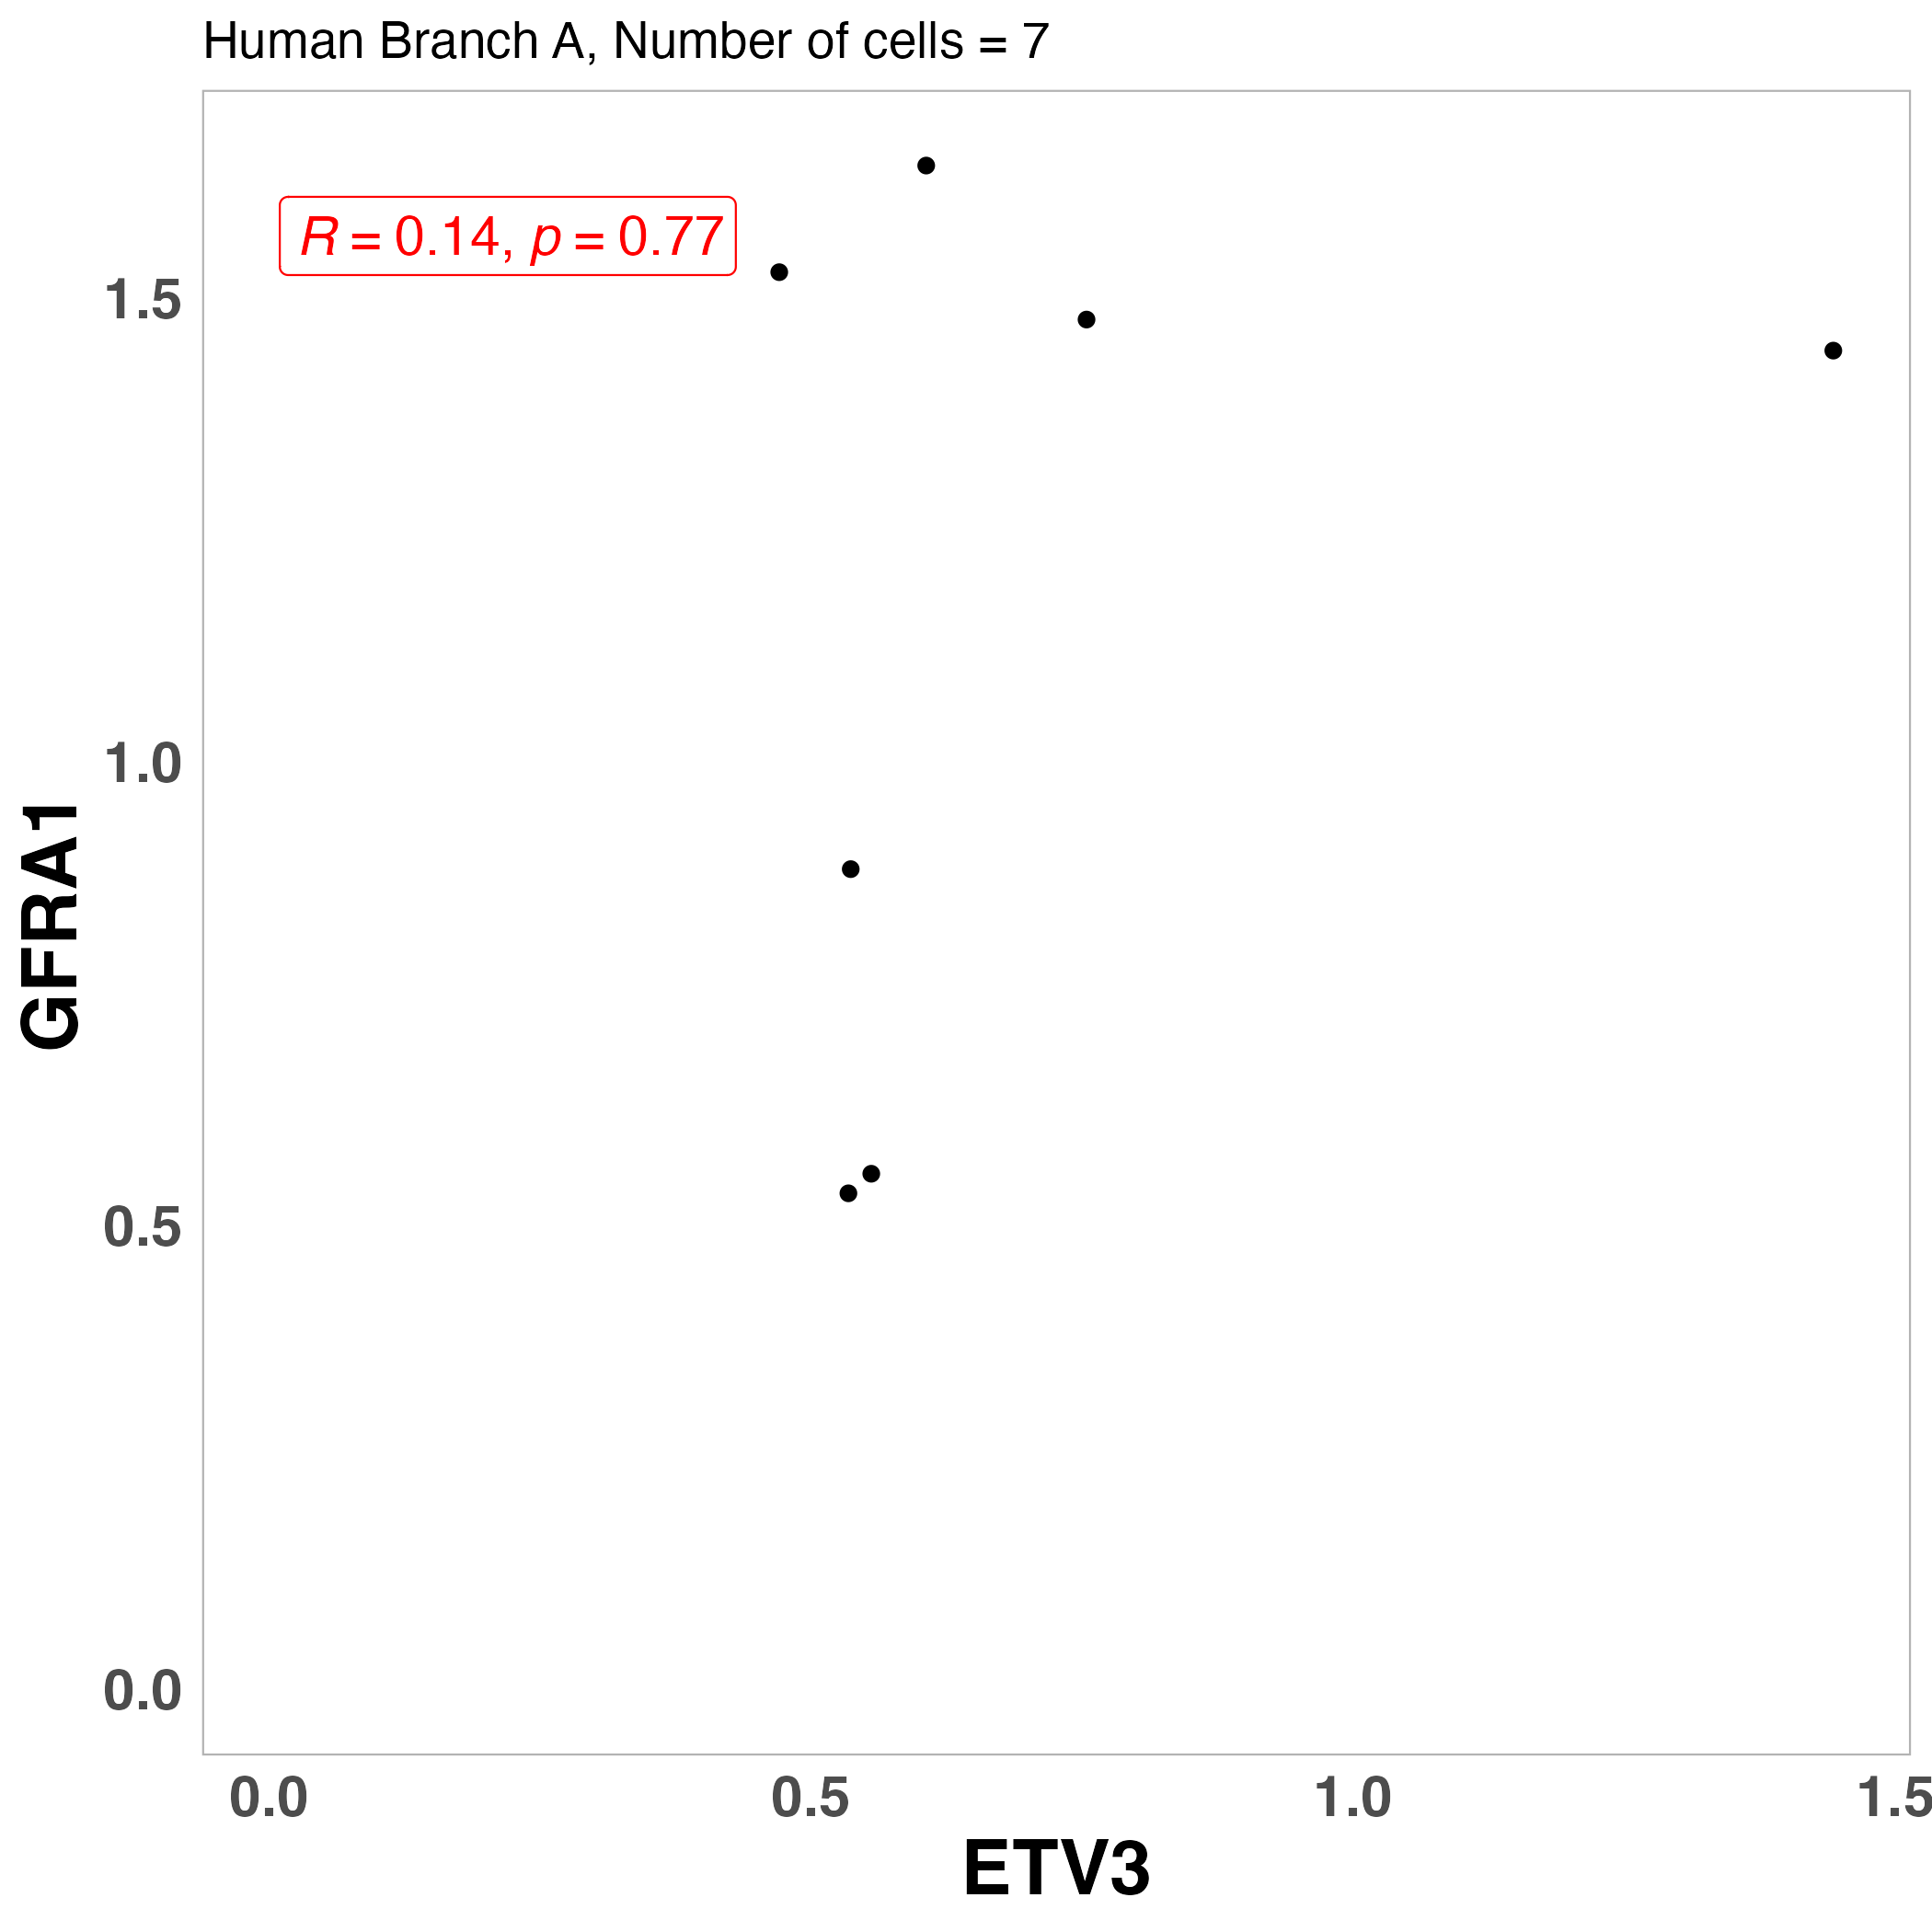 Human Branch A, Number of cells = 7
R = 0.14, p = 0.77
1.5
1.0
0.5
0.0
GFRA1
0.0 0.5 1.0 1.5
ETV3